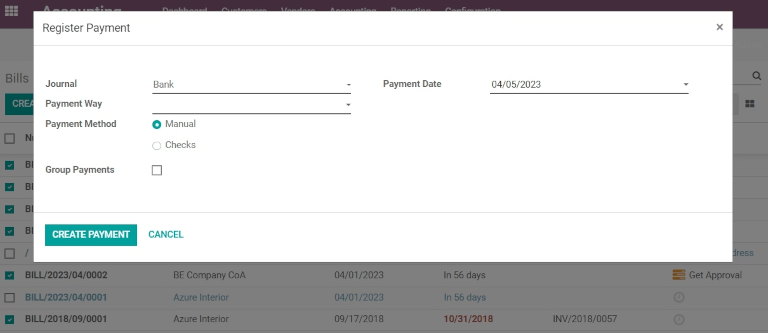 Accounting Dashboard Customers Vendors Accounting Reporting Configuration
Register Payment ×
Bills
Journal Bank Payment Date 04/05/2023
CREA
Payment Way
Payment Method Manual
Checks
Group Payments
CREATE PAYMENT CANCEL
/ dress
BILL/2023/04/0002 BE Company CoA 04/01/2023 In 56 days Get Approval
BILL/2023/04/0001 Azure Interior 04/01/2023 In 56 days
BILL/2018/09/0001 Azure Interior 09/17/2018 10/31/2018 INV/2018/0057